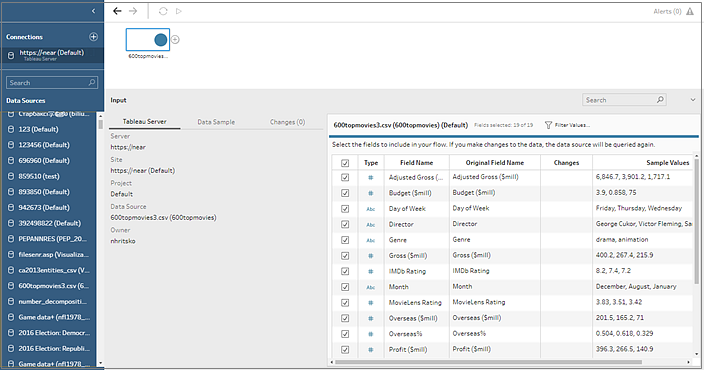 Alerts (0)
Connections
https://near (Default)
Tableau Server
600topmovies...
Search
Data Sources
123 (Default)
123456 (Default)
696960 (Default)
859510 (test)
893850 (Default)
942673 (Default)
392498822 (Default)
PEPANNRES (PEP_20...
filesenr.asp (Visualiza...
ca2013entities_csv (V...
600topmovies3.csv (6...
number_decompositi...
Game data+ (nfl1978_...
2016 Election: Democr...
2016 Election: Republi...
Game data+ (nfl1978_...
Input
Search
Tableau Server
Data Sample
Changes (0)
Server
https://near
Site
https://near (Default)
Project
Default
Data Source
600topmovies3.csv (600topmovies)
Owner
nhritsko
600topmovies3.csv (600topmovies) (Default)
Fields selected: 19 of 19
Filter Values...
Select the fields to include in your flow. If you make changes to the data, the data source will be queried again.
Type Field Name Original Field Name Changes Sample Values
# Adjusted Gross (... Adjusted Gross ($mill) 6,846.7, 3,901.2, 1,717.1
# Budget ($mill) Budget ($mill) 3.9, 0.858, 75
Abc Day of Week Day of Week Friday, Thursday, Wednesday
Abc Director Director George Cukor, Victor Fleming, Sa
Abc Genre Genre drama, animation
# Gross ($mill) Gross ($mill) 400.2, 267.4, 215.9
# IMDb Rating IMDb Rating 8.2, 7.4, 7.2
Abc Month Month December, August, January
# MovieLens Rating MovieLens Rating 3.83, 3.51, 3.42
# Overseas ($mill) Overseas ($mill) 201.5, 165.2, 71
# Overseas% Overseas% 0.504, 0.618, 0.329
# Profit ($mill) Profit ($mill) 396.3, 266.5, 140.9